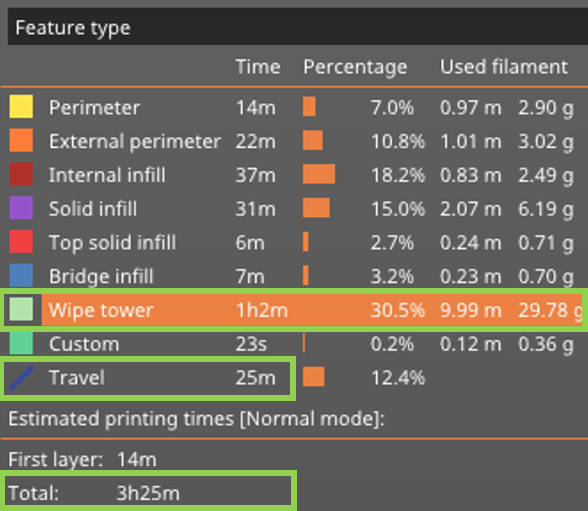 Feature type
Time Percentage Used filament
Perimeter 14m 7.0% 0.97 m 2.90 g
External perimeter 22m 10.8% 1.01 m 3.02 g
Internal infill 37m 18.2% 0.83 m 2.49 g
Solid infill 31m 15.0% 2.07 m 6.19 g
Top solid infill 6m 2.7% 0.24 m 0.71 g
Bridge infill 7m 3.2% 0.23 m 0.70 g
Wipe tower 1h2m 30.5% 9.99 m 29.78 g
Custom 23s 0.2% 0.12 m 0.36 g
Travel 25m 12.4%
Estimated printing times [Normal mode]:
First layer: 14m
Total: 3h25m